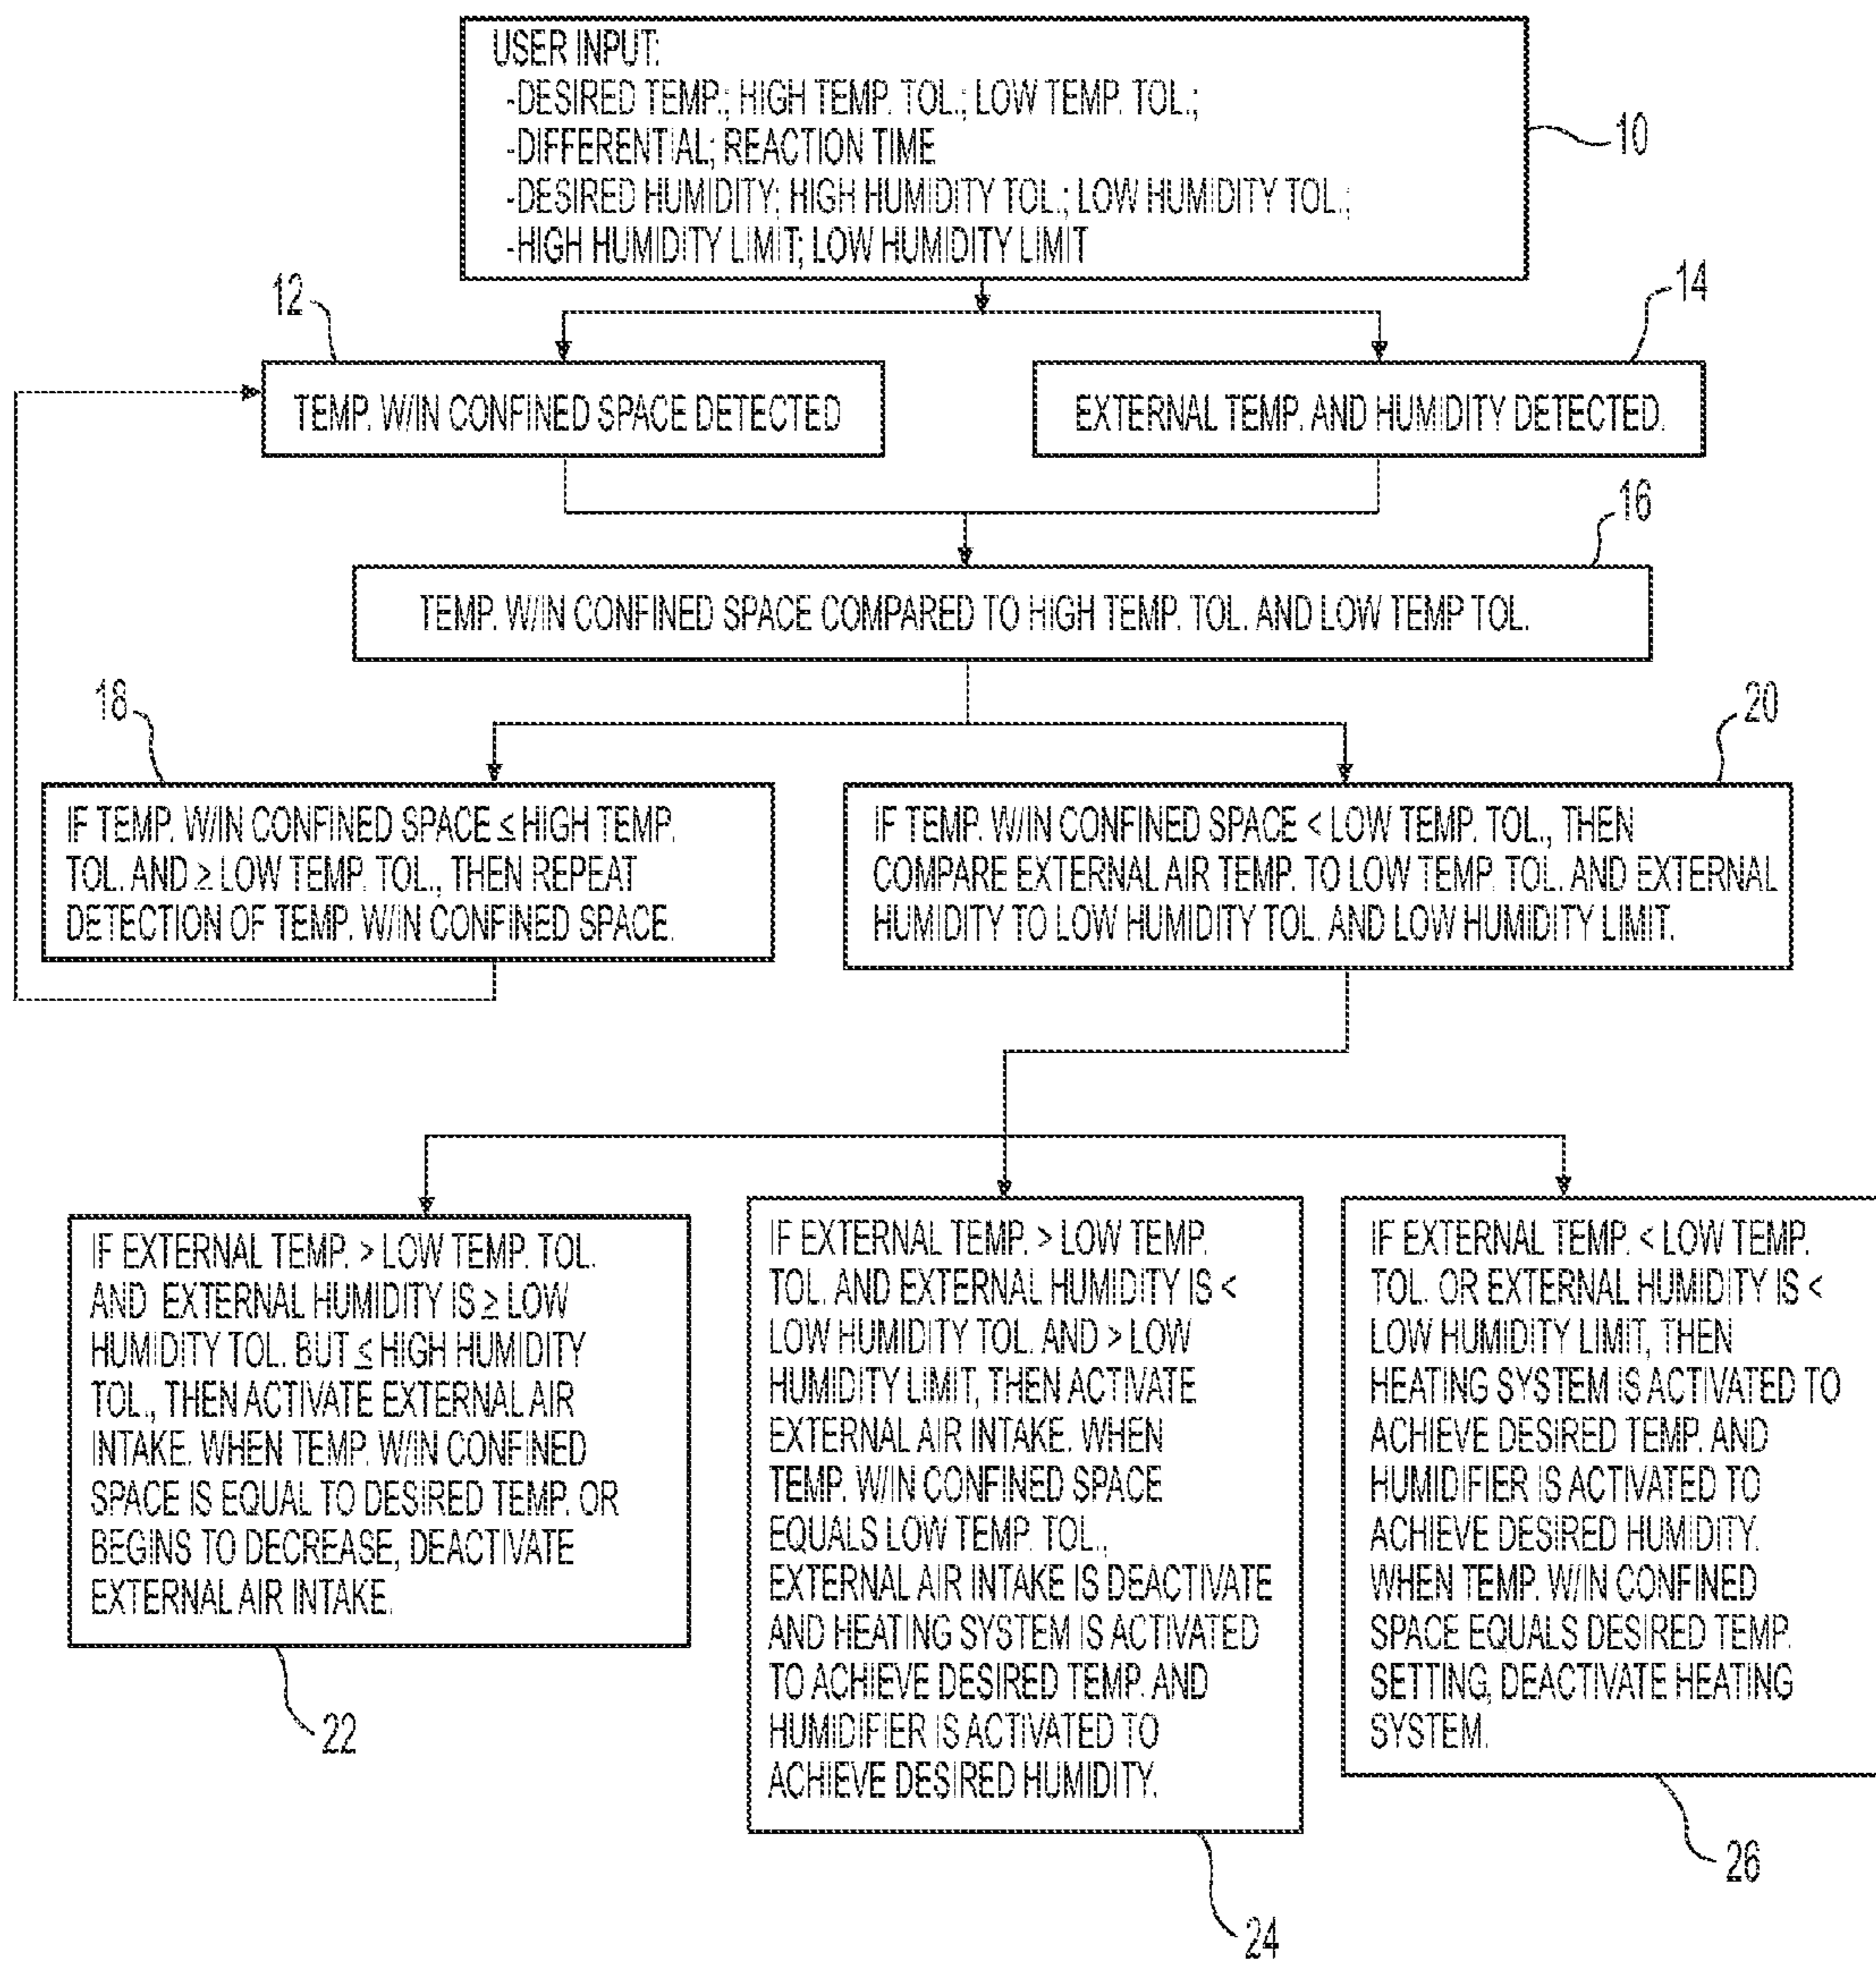 USER INPUT:
-DESIRED TEMP.; HIGH TEMP. TOL.; LOW TEMP. TOL.;
-DIFFERENTIAL; REACTION TIME
-DESIRED HUMIDITY; HIGH HUMIDITY TOL.; LOW HUMIDITY TOL.;
-HIGH HUMIDITY LIMIT; LOW HUMIDITY LIMIT
10
12
14
TEMP. W/IN CONFINED SPACE DETECTED
EXTERNAL TEMP. AND HUMIDITY DETECTED.
16
TEMP. W/IN CONFINED SPACE COMPARED TO HIGH TEMP. TOL. AND LOW TEMP TOL.
18
20
IF TEMP. W/IN CONFINED SPACE ≤ HIGH TEMP.
TOL. AND ≥ LOW TEMP. TOL., THEN REPEAT
DETECTION OF TEMP. W/IN CONFINED SPACE.
IF TEMP. W/IN CONFINED SPACE < LOW TEMP. TOL., THEN
COMPARE EXTERNAL AIR TEMP. TO LOW TEMP. TOL. AND EXTERNAL
HUMIDITY TO LOW HUMIDITY TOL. AND LOW HUMIDITY LIMIT.
IF EXTERNAL TEMP. > LOW TEMP. TOL.
AND EXTERNAL HUMIDITY IS ≥ LOW
HUMIDITY TOL. BUT ≤ HIGH HUMIDITY
TOL., THEN ACTIVATE EXTERNAL AIR
INTAKE. WHEN TEMP. W/IN CONFINED
SPACE IS EQUAL TO DESIRED TEMP. OR
BEGINS TO DECREASE, DEACTIVATE
EXTERNAL AIR INTAKE.
22
IF EXTERNAL TEMP. > LOW TEMP.
TOL. AND EXTERNAL HUMIDITY IS <
LOW HUMIDITY TOL. AND > LOW
HUMIDITY LIMIT, THEN ACTIVATE
EXTERNAL AIR INTAKE. WHEN
TEMP. W/IN CONFINED SPACE
EQUALS LOW TEMP. TOL.,
EXTERNAL AIR INTAKE IS DEACTIVATE
AND HEATING SYSTEM IS ACTIVATED
TO ACHIEVE DESIRED TEMP. AND
HUMIDIFIER IS ACTIVATED TO
ACHIEVE DESIRED HUMIDITY.
24
IF EXTERNAL TEMP. < LOW TEMP.
TOL. OR EXTERNAL HUMIDITY IS <
LOW HUMIDITY LIMIT, THEN
HEATING SYSTEM IS ACTIVATED TO
ACHIEVE DESIRED TEMP. AND
HUMIDIFIER IS ACTIVATED TO
ACHIEVE DESIRED HUMIDITY.
WHEN TEMP. W/IN CONFINED
SPACE EQUALS DESIRED TEMP.
SETTING, DEACTIVATE HEATING
SYSTEM.
26